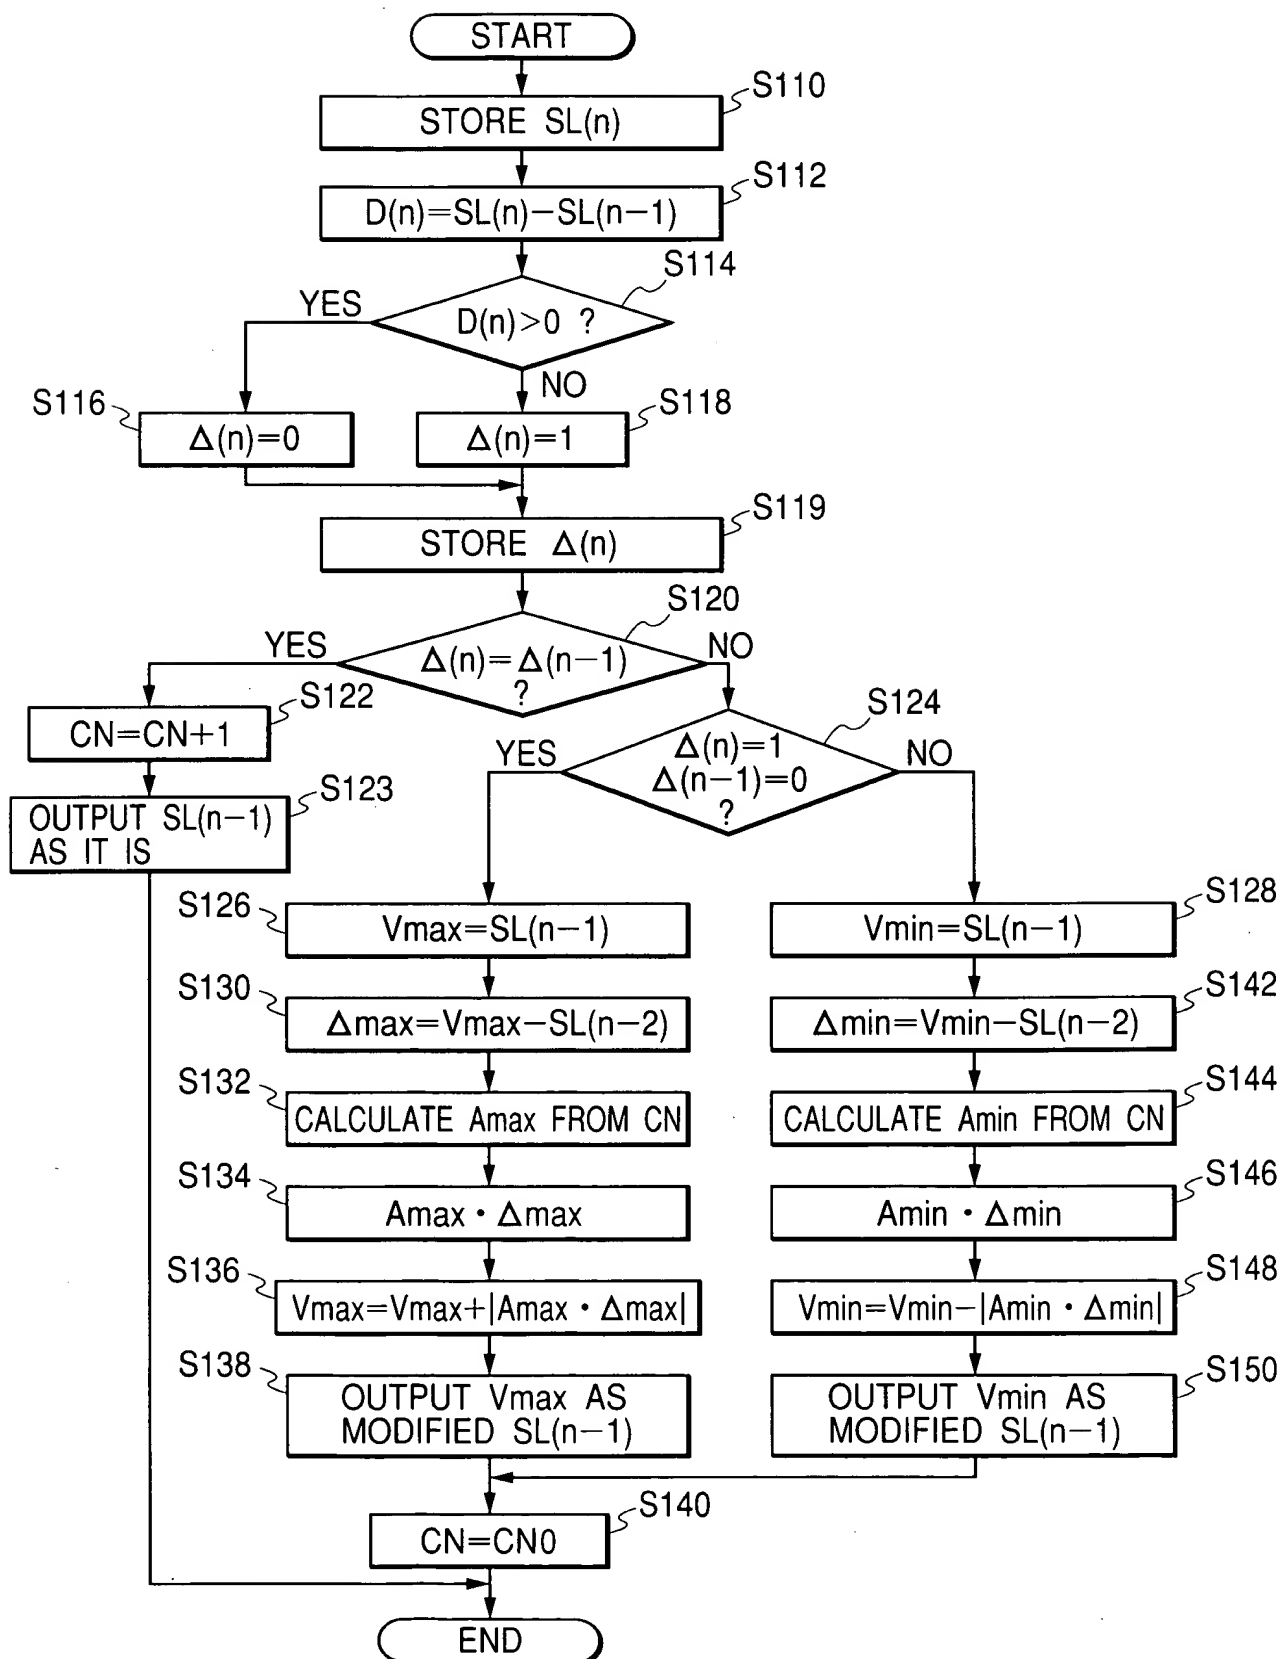 START
S110
STORE SL(n)
S112
D(n)=SL(n)−SL(n−1)
S114
YES
D(n)>0 ?
NO
S116
Δ(n)=0
S118
Δ(n)=1
S119
STORE Δ(n)
S120
YES
Δ(n)=Δ(n−1)
?
NO
S122
CN=CN+1
S124
YES
Δ(n)=1
Δ(n−1)=0
?
NO
S123
OUTPUT SL(n−1)
AS IT IS
S126
Vmax=SL(n−1)
S128
Vmin=SL(n−1)
S130
Δmax=Vmax−SL(n−2)
S142
Δmin=Vmin−SL(n−2)
S132
CALCULATE Amax FROM CN
S144
CALCULATE Amin FROM CN
S134
Amax・Δmax
S146
Amin・Δmin
S136
Vmax=Vmax+|Amax・Δmax|
S148
Vmin=Vmin−|Amin・Δmin|
S138
OUTPUT Vmax AS
MODIFIED SL(n−1)
S150
OUTPUT Vmin AS
MODIFIED SL(n−1)
S140
CN=CN0
END